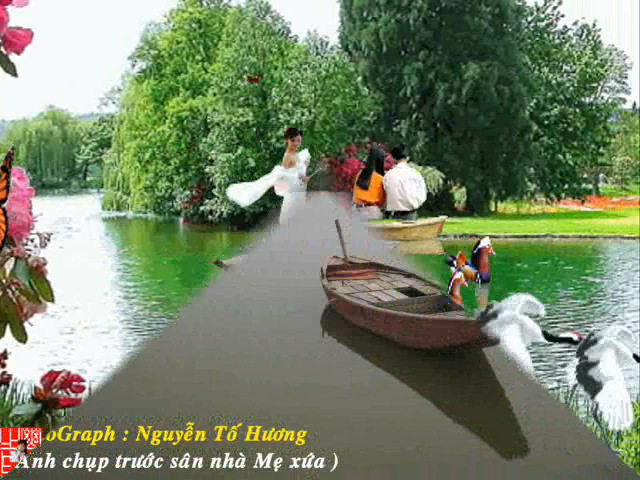 oGraph : Nguyễn Tố Hương
Ảnh chụp trước sân nhà Mẹ xưa )